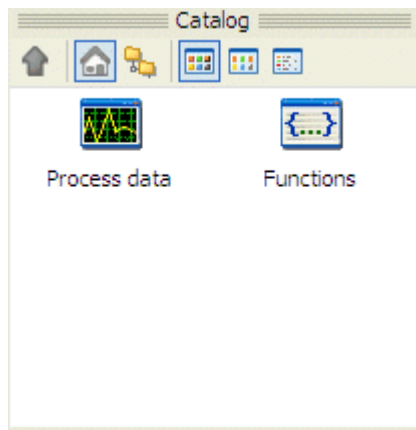 Catalog
{...}
Process data
Functions